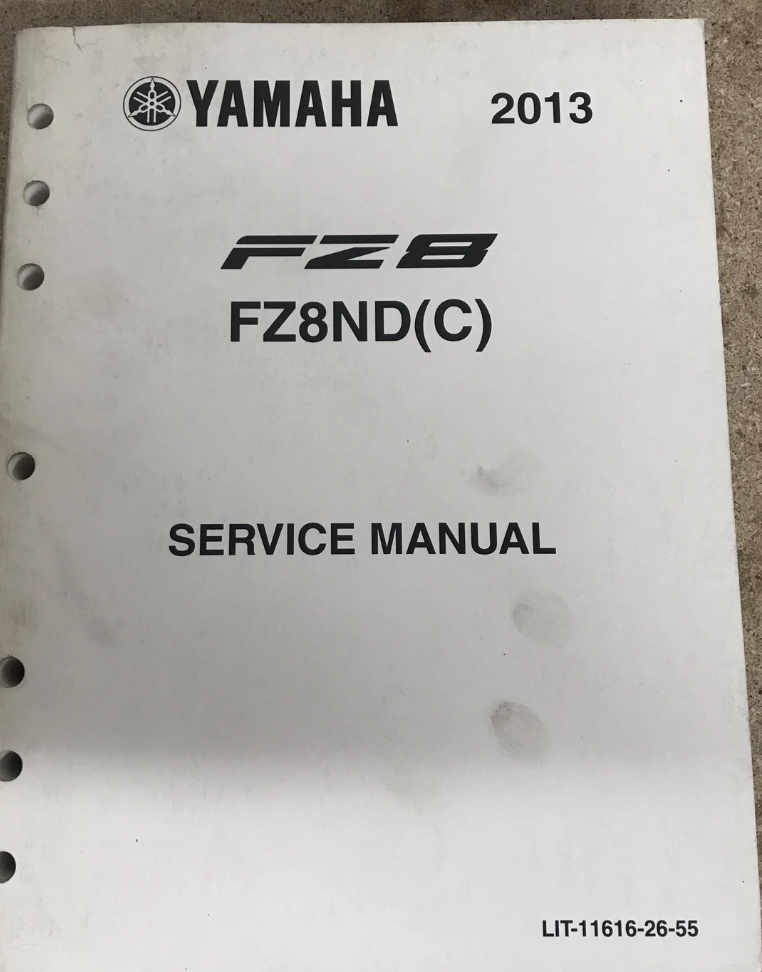 YAMAHA 2013
FZ8
FZ8ND(C)
SERVICE MANUAL
LIT-11616-26-55